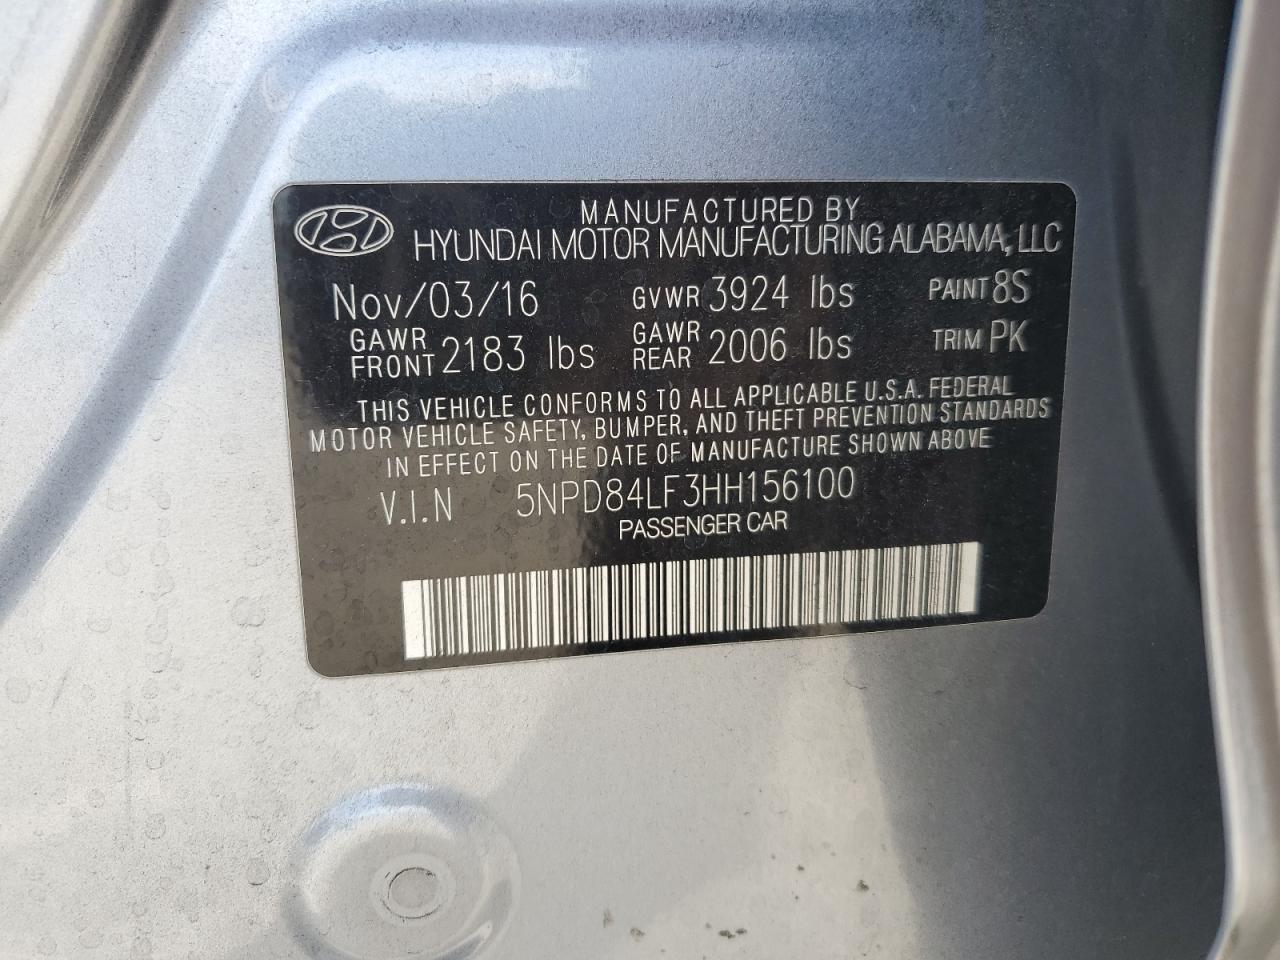 MANUFACTURED BY
HYUNDAI MOTOR MANUFACTURING ALABAMA, LLC
Nov/03/16 GVWR 3924 lbs PAINT 8S
GAWR FRONT 2183 lbs GAWR REAR 2006 lbs TRIM PK
THIS VEHICLE CONFORMS TO ALL APPLICABLE U.S.A. FEDERAL
MOTOR VEHICLE SAFETY, BUMPER, AND THEFT PREVENTION STANDARDS
IN EFFECT ON THE DATE OF MANUFACTURE SHOWN ABOVE
V.I.N 5NPD84LF3HH156100
PASSENGER CAR